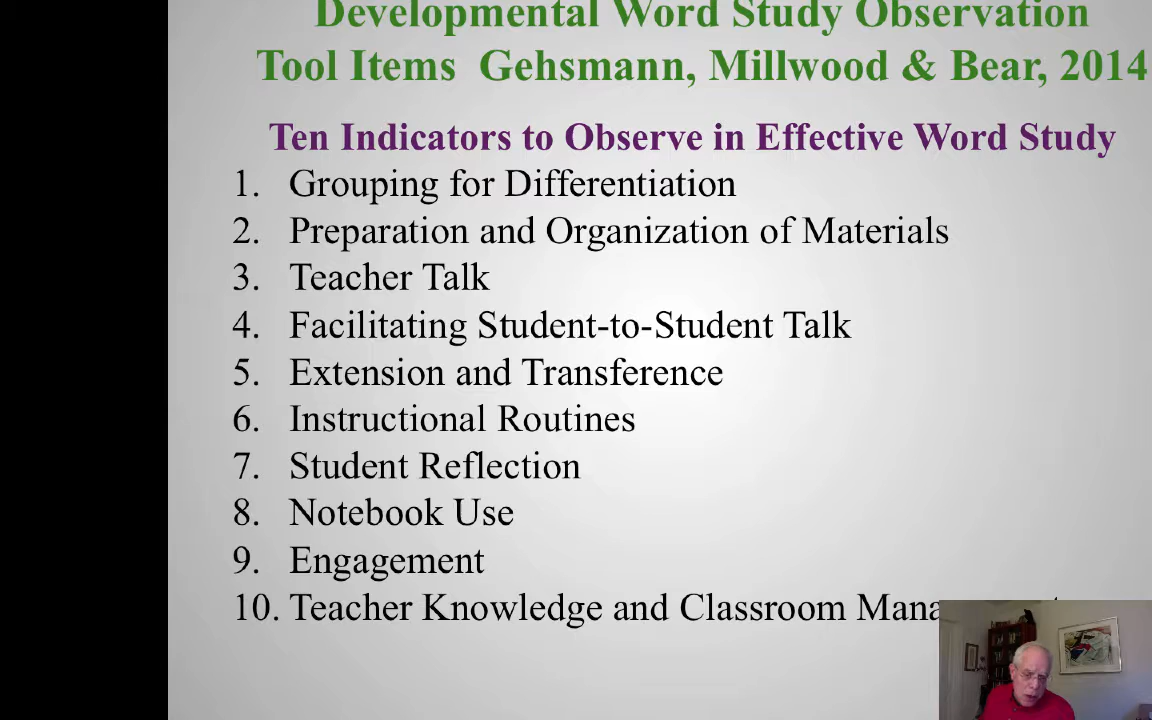 Developmental Word Study Observation
Tool Items Gehsmann, Millwood & Bear, 2014
Ten Indicators to Observe in Effective Word Study
1. Grouping for Differentiation
2. Preparation and Organization of Materials
3. Teacher Talk
4. Facilitating Student-to-Student Talk
5. Extension and Transference
6. Instructional Routines
7. Student Reflection
8. Notebook Use
9. Engagement
10. Teacher Knowledge and Classroom